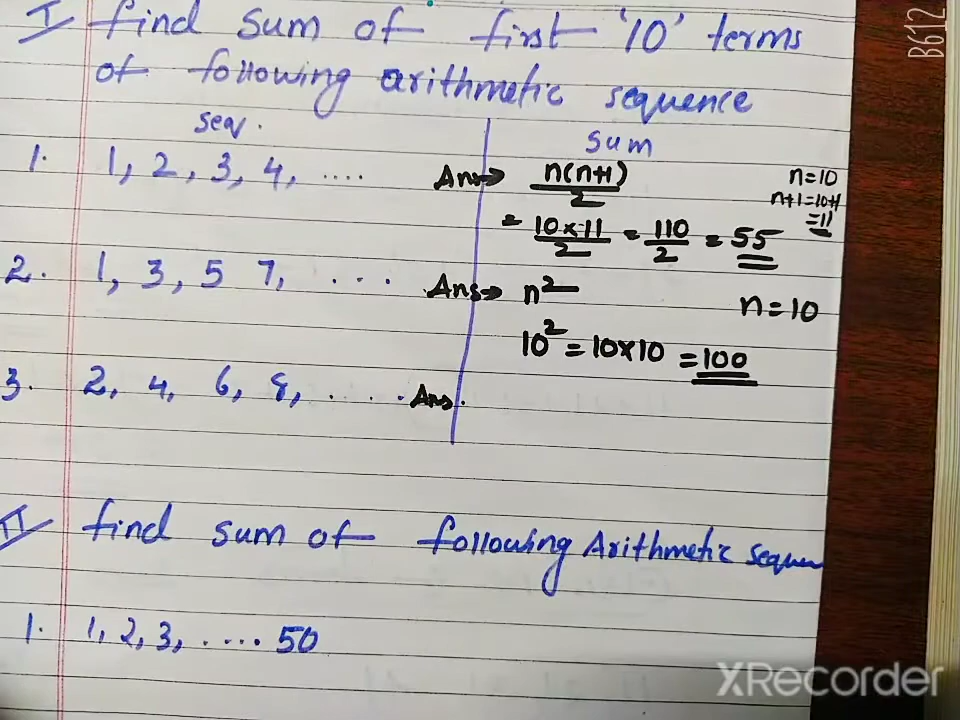 I find sum of first '10' terms
of following arithmetic sequence
seq. sum
1. 1, 2, 3, 4, .... Ans→ n(n+1)/2 n=10
n+1=10+1
=11
= 10×11/2 = 110/2 = 55
2. 1, 3, 5 7, .... Ans→ n² n=10
10² = 10×10 = 100
3. 2, 4, 6, 8, ..... Ans.
II find sum of following Arithmetic sequen
1. 1, 2, 3, .... 50
B612
XRecorder